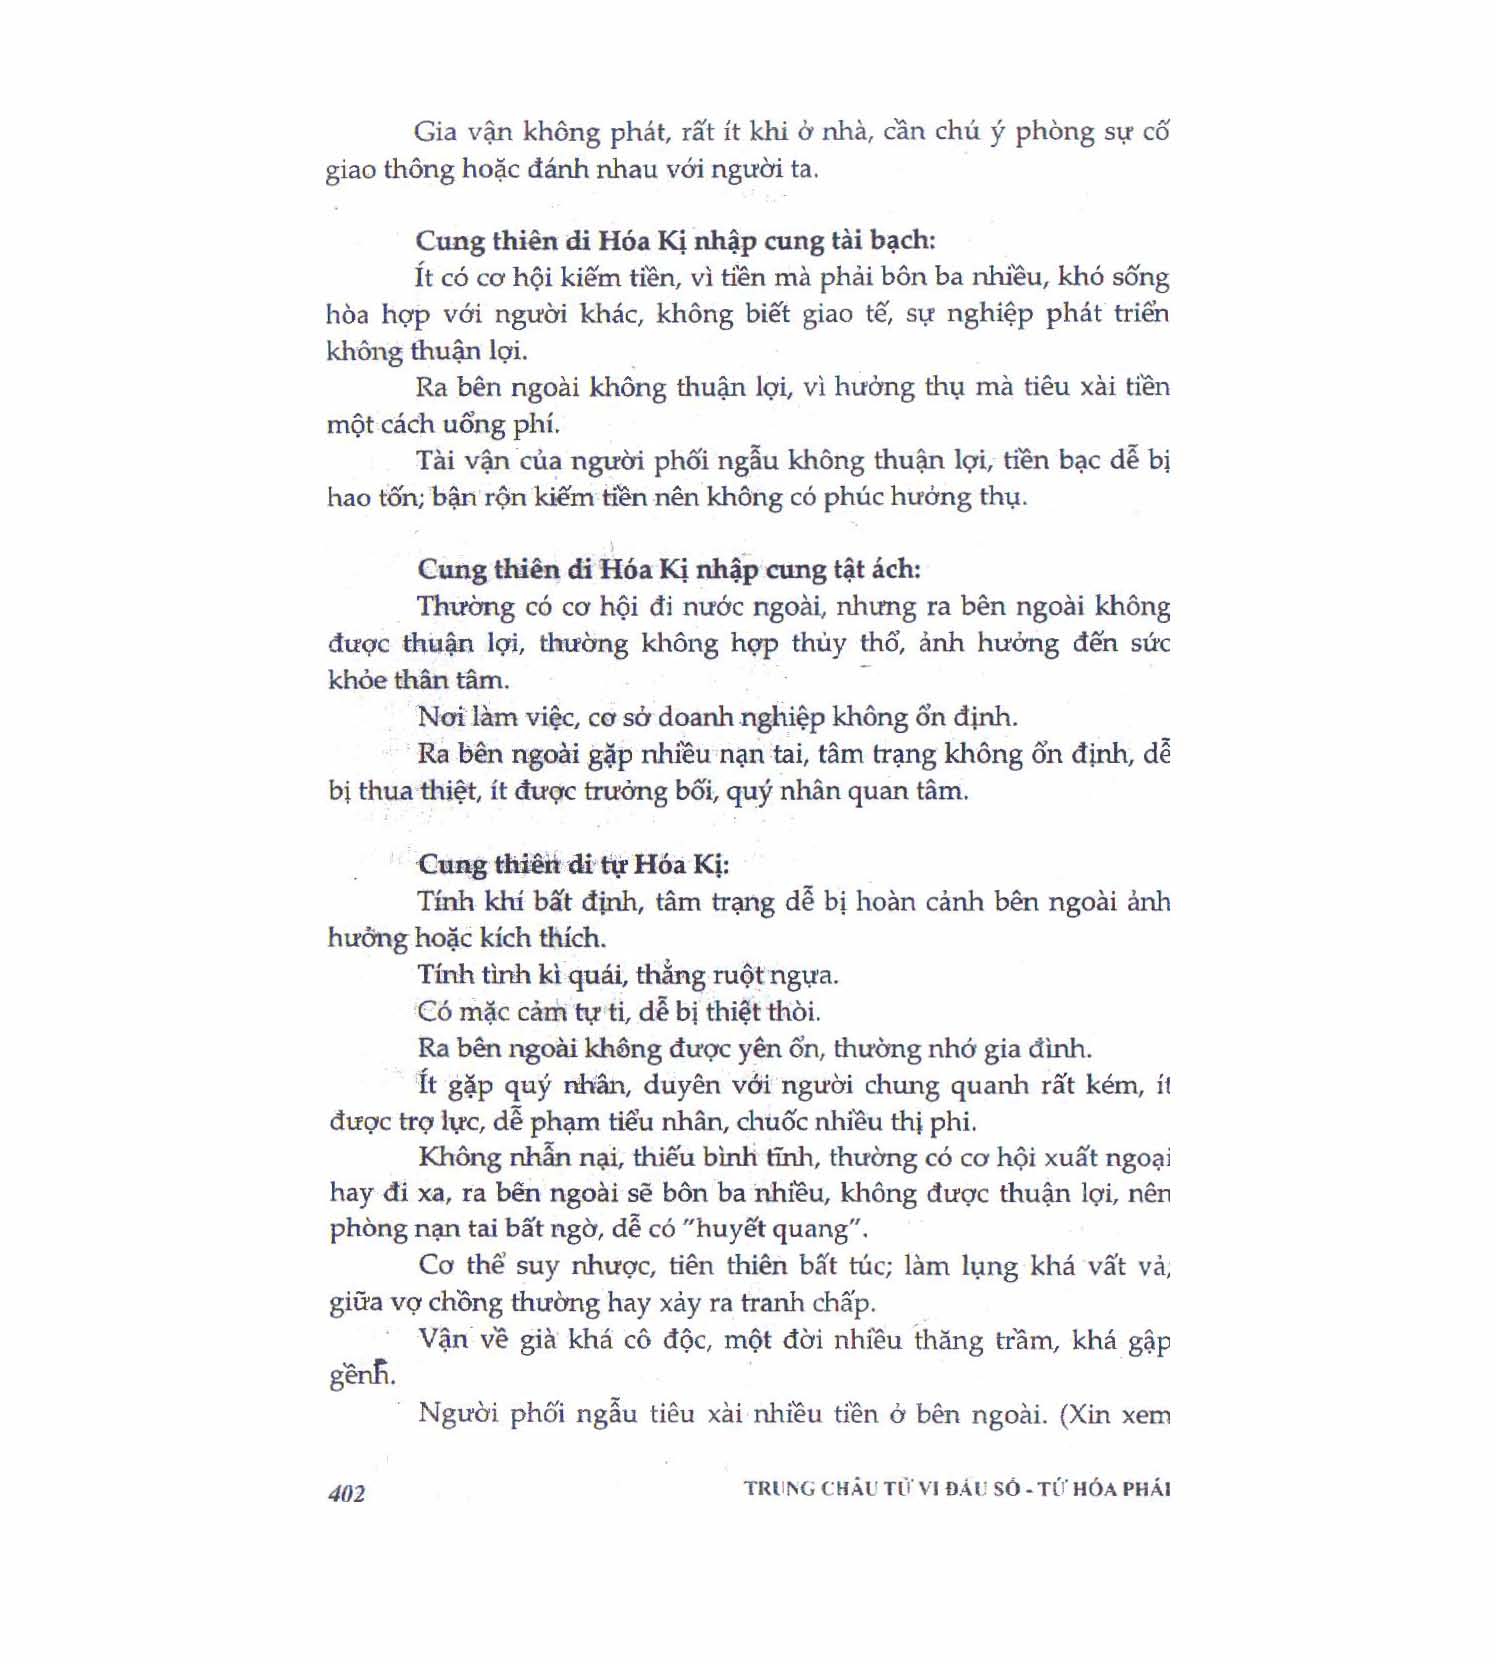 Gia vận không phát, rất ít khi ở nhà, cần chú ý phòng sự cố
giao thông hoặc đánh nhau với người ta.
Cung thiên di Hóa Kị nhập cung tài bạch:
Ít có cơ hội kiếm tiền, vì tiền mà phải bôn ba nhiều, khó sống
hòa hợp với người khác, không biết giao tế, sự nghiệp phát triển
không thuận lợi.
Ra bên ngoài không thuận lợi, vì hưởng thụ mà tiêu xài tiền
một cách uổng phí.
Tài vận của người phối ngẫu không thuận lợi, tiền bạc dễ bị
hao tốn; bận rộn kiếm tiền nên không có phúc hưởng thụ.
Cung thiên di Hóa Kị nhập cung tật ách:
Thường có cơ hội đi nước ngoài, nhưng ra bên ngoài không
được thuận lợi, thường không hợp thủy thổ, ảnh hưởng đến sức
khỏe thân tâm.
Nơi làm việc, cơ sở doanh nghiệp không ổn định.
Ra bên ngoài gặp nhiều nạn tai, tâm trạng không ổn định, dễ
bị thua thiệt, ít được trưởng bối, quý nhân quan tâm.
Cung thiên di tự Hóa Kị:
Tính khí bất định, tâm trạng dễ bị hoàn cảnh bên ngoài ảnh
hưởng hoặc kích thích.
Tính tình kì quái, thẳng ruột ngựa.
Có mặc cảm tự ti, dễ bị thiệt thòi.
Ra bên ngoài không được yên ổn, thường nhớ gia đình.
Ít gặp quý nhân, duyên với người chung quanh rất kém, ít
được trợ lực, dễ phạm tiểu nhân, chuốc nhiều thị phi.
Không nhẫn nại, thiếu bình tĩnh, thường có cơ hội xuất ngoại
hay đi xa, ra bên ngoài sẽ bôn ba nhiều, không được thuận lợi, nên
phòng nạn tai bất ngờ, dễ có "huyết quang".
Cơ thể suy nhược, tiên thiên bất túc; làm lụng khá vất vả,
giữa vợ chồng thường hay xảy ra tranh chấp.
Vận về già khá cô độc, một đời nhiều thăng trầm, khá gập
gềnh.
Người phối ngẫu tiêu xài nhiều tiền ở bên ngoài. (Xin xem
402
TRUNG CHÂU TỬ VI ĐẨU SỐ - TỨ HÓA PHÁI